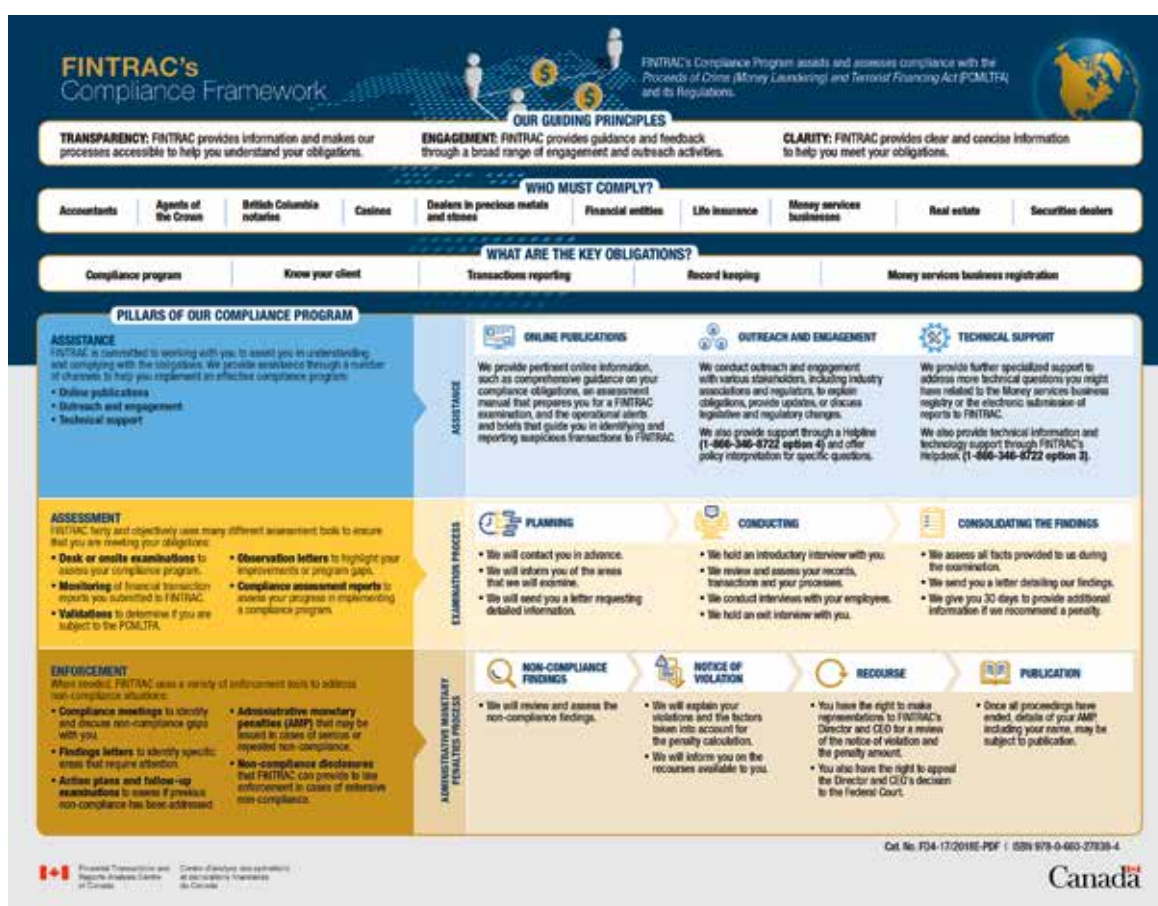 FINTRAC's
Compliance Framework
FINTRAC's Compliance Program assists and assesses compliance with the
Proceeds of Crime (Money Laundering) and Terrorist Financing Act (PCMLTFA)
and its Regulations.
OUR GUIDING PRINCIPLES
TRANSPARENCY: FINTRAC provides information and makes our
processes accessible to help you understand your obligations.
ENGAGEMENT: FINTRAC provides guidance and feedback
through a broad range of engagement and outreach activities.
CLARITY: FINTRAC provides clear and concise information
to help you meet your obligations.
WHO MUST COMPLY?
Accountants
Agents of
the Crown
British Columbia
notaries
Casinos
Dealers in precious metals
and stones
Financial entities
Life insurance
Money services
businesses
Real estate
Securities dealers
WHAT ARE THE KEY OBLIGATIONS?
Compliance program
Know your client
Transactions reporting
Record keeping
Money services business registration
PILLARS OF OUR COMPLIANCE PROGRAM
ASSISTANCE
FINTRAC is committed to working with you to assist you in understanding
and complying with the obligations. We provide assistance through a number
of channels to help you implement an effective compliance program:
• Online publications
• Outreach and engagement
• Technical support
ASSISTANCE
ONLINE PUBLICATIONS
We provide pertinent online information,
such as comprehensive guidance on your
compliance obligations, an assessment
manual that prepares you for a FINTRAC
examination, and the operational alerts
and briefs that guide you in identifying and
reporting suspicious transactions to FINTRAC.
OUTREACH AND ENGAGEMENT
We conduct outreach and engagement
with various stakeholders, including industry
associations and regulators, to explain
obligations, provide updates, or discuss
legislative and regulatory changes.
We also provide support through a Helpline
(1-866-346-8722 option 4) and offer
policy interpretation for specific questions.
TECHNICAL SUPPORT
We provide further specialized support to
address more technical questions you might
have related to the Money services business
registry or the electronic submission of
reports to FINTRAC.
We also provide technical information and
technology support through FINTRAC's
Helpdesk (1-866-346-8722 option 3).
ASSESSMENT
FINTRAC fairly and objectively uses many different assessment tools to ensure
that you are meeting your obligations:
• Desk or onsite examinations to
assess your compliance program.
• Monitoring of financial transaction
reports you submitted to FINTRAC.
• Validations to determine if you are
subject to the PCMLTFA.
• Observation letters to highlight your
improvements or program gaps.
• Compliance assessment reports to
assess your progress in implementing
a compliance program.
EXAMINATION PROCESS
PLANNING
• We will contact you in advance.
• We will inform you of the areas
that we will examine.
• We will send you a letter requesting
detailed information.
CONDUCTING
• We hold an introductory interview with you.
• We review and assess your records,
transactions and your processes.
• We conduct interviews with your employees.
• We hold an exit interview with you.
CONSOLIDATING THE FINDINGS
• We assess all facts provided to us during
the examination.
• We send you a letter detailing our findings.
• We give you 30 days to provide additional
information if we recommend a penalty.
ENFORCEMENT
When needed, FINTRAC uses a variety of enforcement tools to address
non-compliance situations:
• Compliance meetings to identify
and discuss non-compliance gaps
with you.
• Findings letters to identify specific
areas that require attention.
• Action plans and follow-up
examinations to assess if previous
non-compliance has been addressed.
• Administrative monetary
penalties (AMP) that may be
issued in cases of serious or
repeated non-compliance.
• Non-compliance disclosures
that FINTRAC can provide to law
enforcement in cases of extensive
non-compliance.
ADMINISTRATIVE MONETARY
PENALTIES PROCESS
NON-COMPLIANCE
FINDINGS
• We will review and assess the
non-compliance findings.
NOTICE OF
VIOLATION
• We will explain your
violations and the factors
taken into account for
the penalty calculation.
• We will inform you on the
recourses available to you.
RECOURSE
• You have the right to make
representations to FINTRAC's
Director and CEO for a review
of the notice of violation and
the penalty amount.
• You also have the right to appeal
the Director and CEO's decision
to the Federal Court.
PUBLICATION
• Once all proceedings have
ended, details of your AMP,
including your name, may be
subject to publication.
Cat. No. FD4-17/2018E-PDF | ISBN 978-0-660-27838-4
Financial Transactions and
Reports Analysis Centre
of Canada
Centre d'analyse des opérations
et déclarations financières
du Canada
Canada